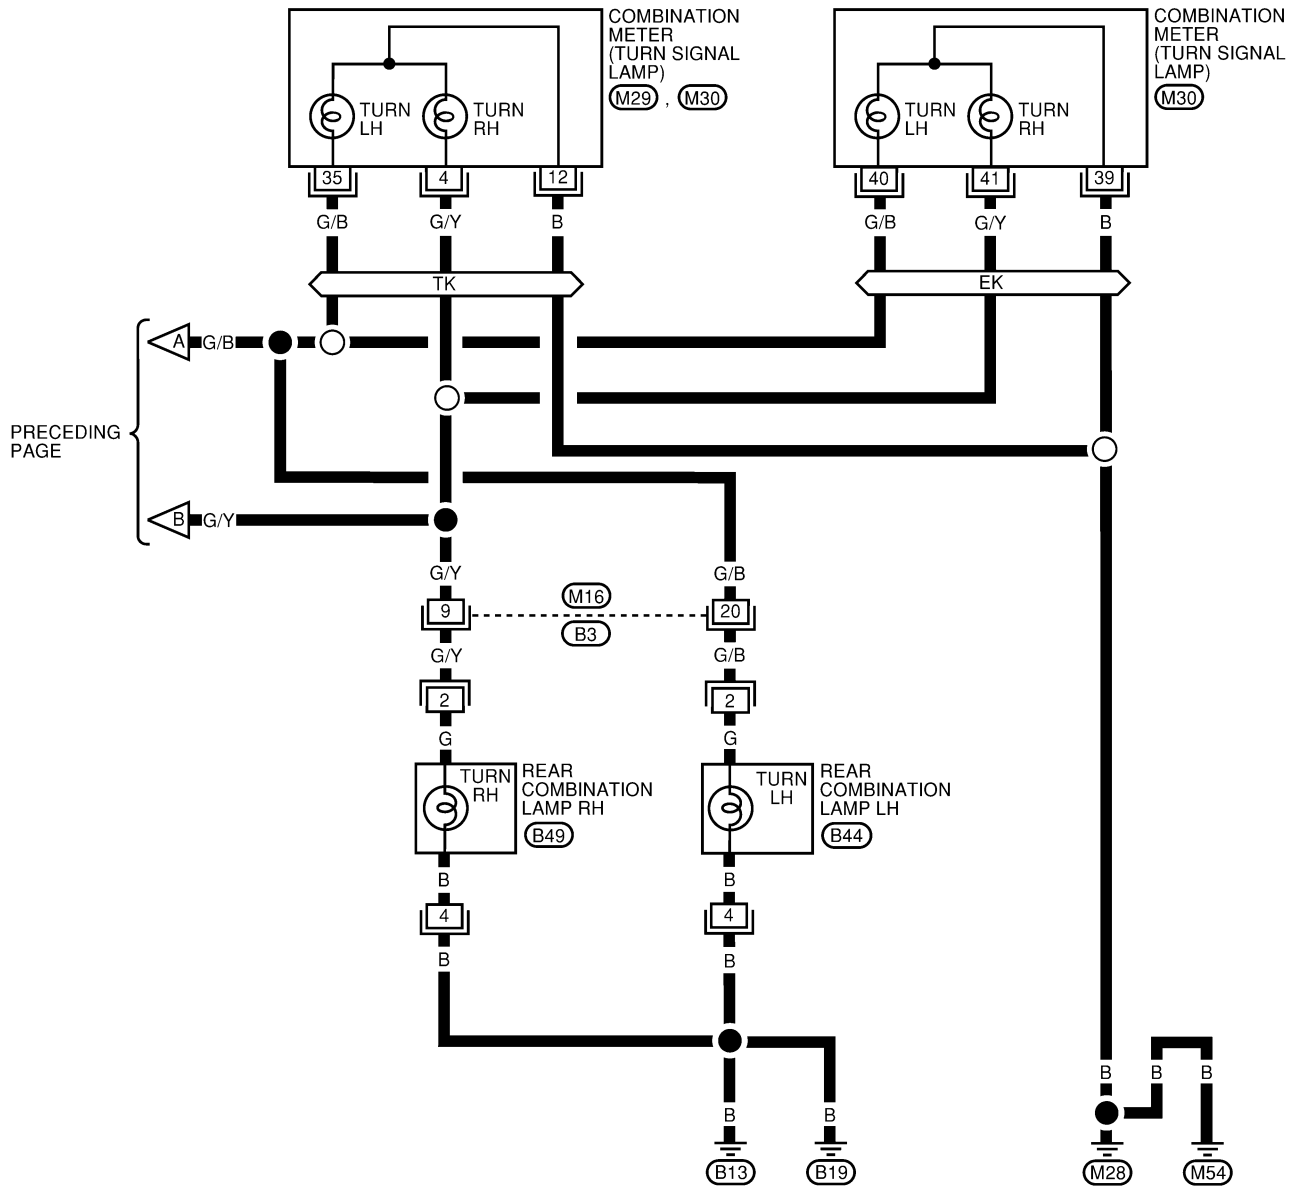 COMBINATION
METER
(TURN SIGNAL
LAMP)
M29 , M30
COMBINATION
METER
(TURN SIGNAL
LAMP)
M30
TURN
LH
TURN
RH
TURN
LH
TURN
RH
35
4
12
40
41
39
G/B
G/Y
B
G/B
G/Y
B
TK
EK
A
G/B
PRECEDING
PAGE
B
G/Y
G/Y
G/B
M16
9
20
B3
G/Y
G/B
2
2
G
G
TURN
RH
REAR
COMBINATION
LAMP RH
B49
TURN
LH
REAR
COMBINATION
LAMP LH
B44
B
B
4
4
B
B
B
B
B
B
B
B13
B19
M28
M54